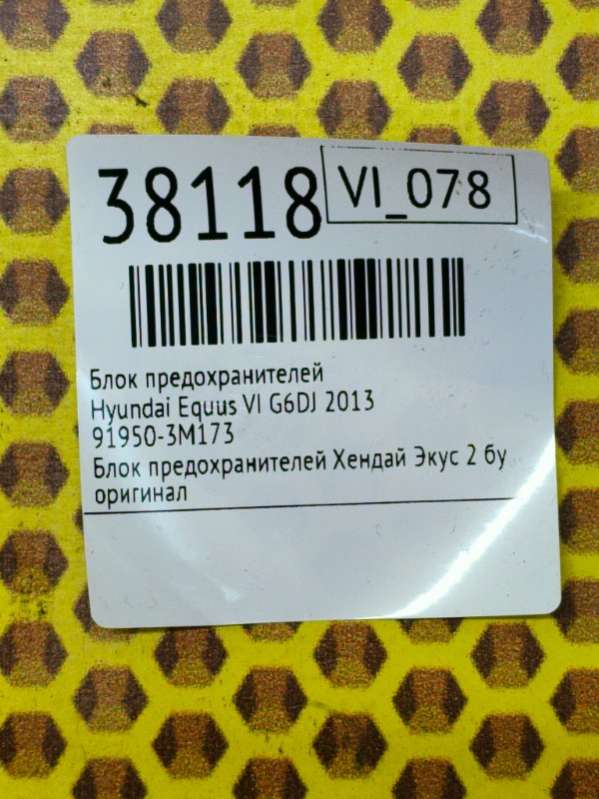 38118
VI_078
Блок предохранителей
Hyundai Equus VI G6DJ 2013
91950-3M173
Блок предохранителей Хендай Экус 2 бу
оригинал